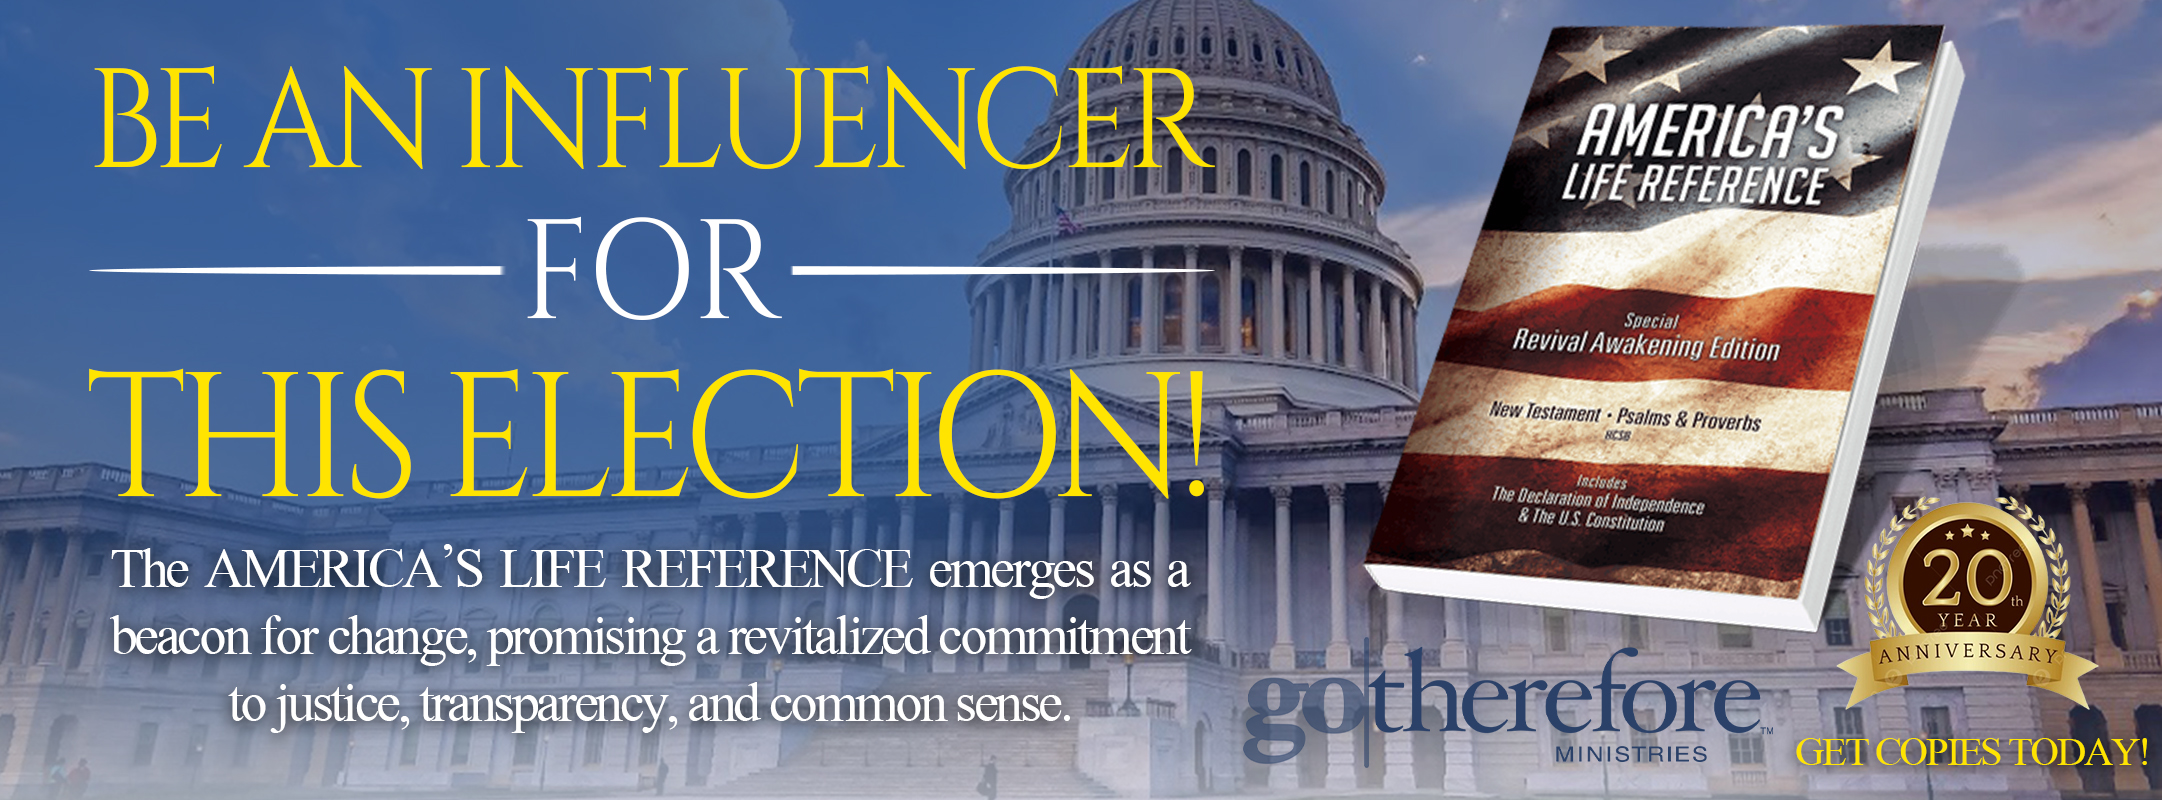 BE AN INFLUENCER
FOR
THIS ELECTION!
The AMERICA'S LIFE REFERENCE emerges as a
beacon for change, promising a revitalized commitment
to justice, transparency, and common sense.
AMERICA'S
LIFE REFERENCE
Special
Revival Awakening Edition
New Testament • Psalms & Proverbs
HCSB
Includes
The Declaration of Independence
& The U.S. Constitution
go|therefore™
MINISTRIES
20th
YEAR
ANNIVERSARY
GET COPIES TODAY!